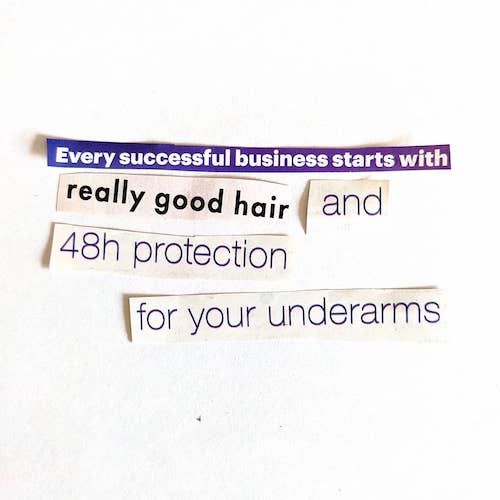 Every successful business starts with
really good hair and
48h protection
for your underarms